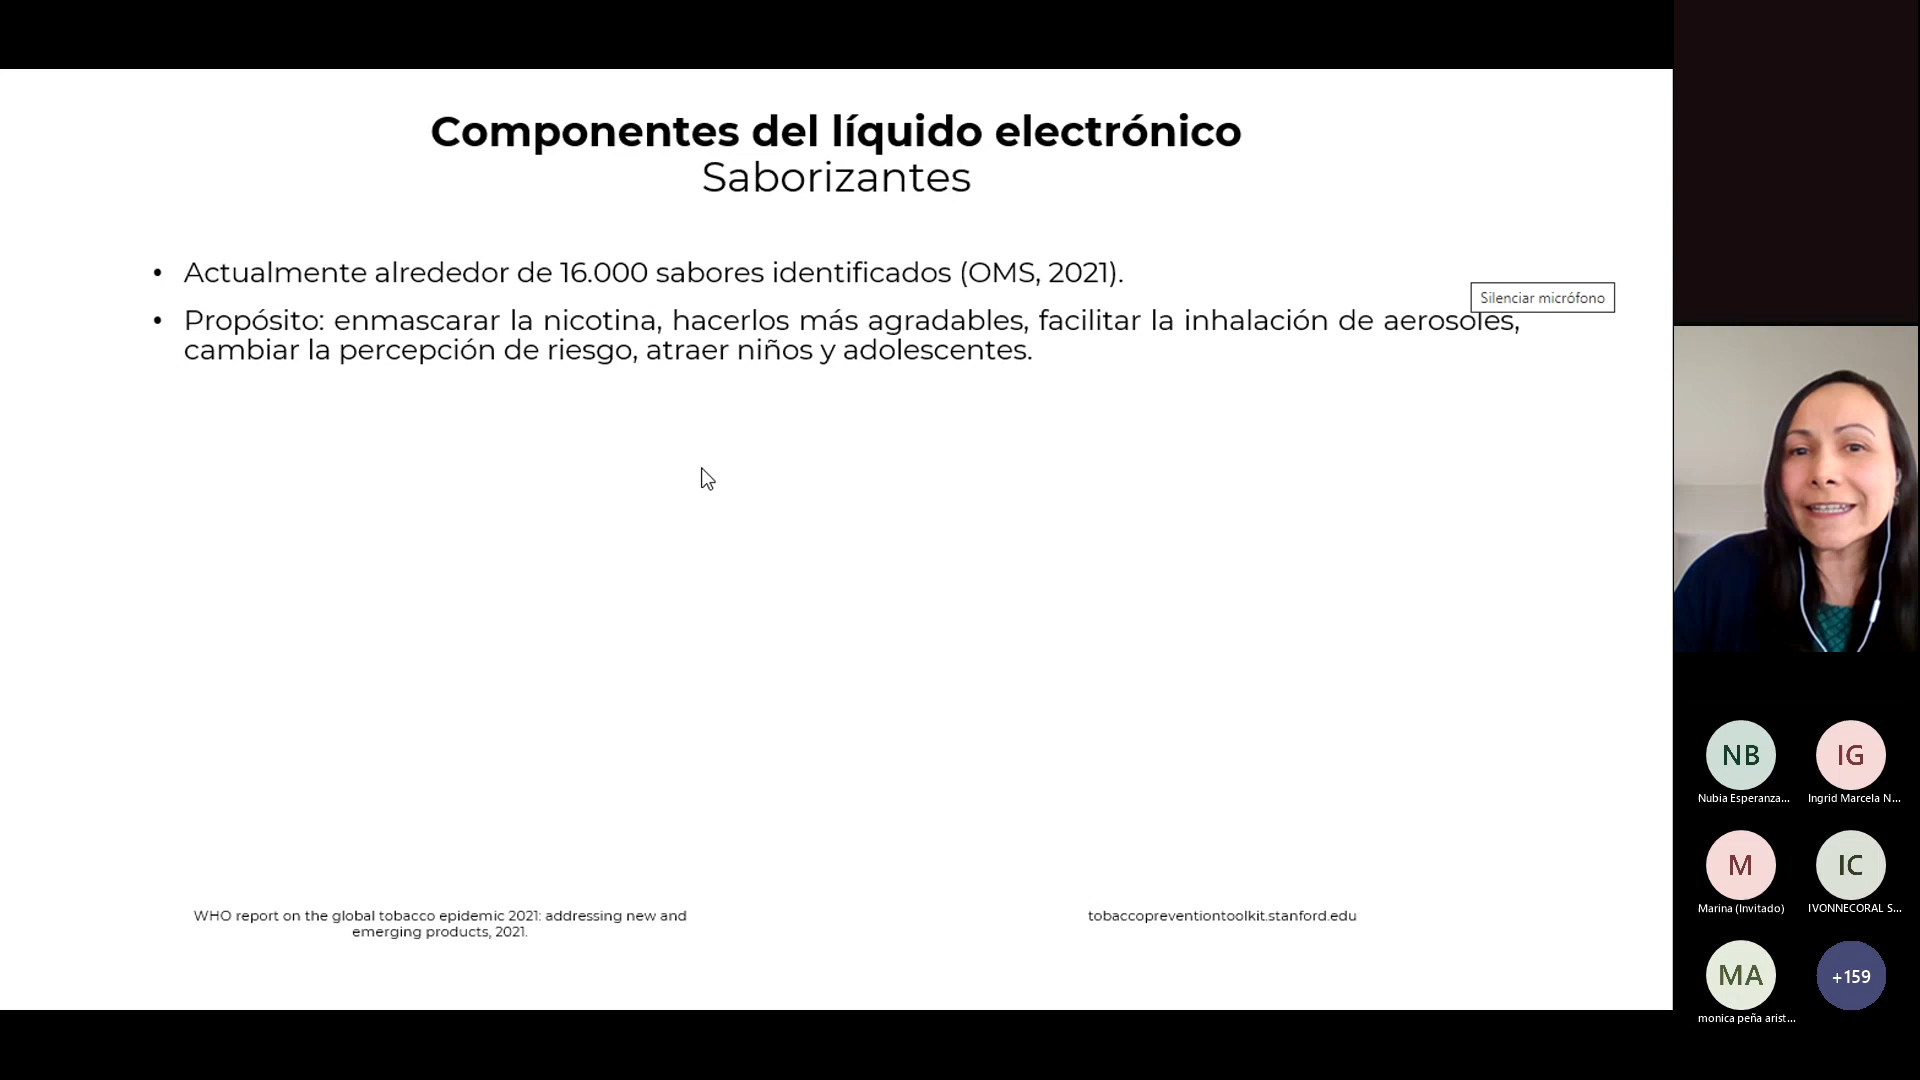 Componentes del líquido electrónico
Saborizantes
• Actualmente alrededor de 16.000 sabores identificados (OMS, 2021).
• Propósito: enmascarar la nicotina, hacerlos más agradables, facilitar la inhalación de aerosoles,
cambiar la percepción de riesgo, atraer niños y adolescentes.
Silenciar micrófono
WHO report on the global tobacco epidemic 2021: addressing new and
emerging products, 2021.
tobaccopreventiontoolkit.stanford.edu
NB
Nubia Esperanza...
IG
Ingrid Marcela N...
M
Marina (Invitado)
IC
IVONNECORAL S...
MA
monica peña arist...
+159